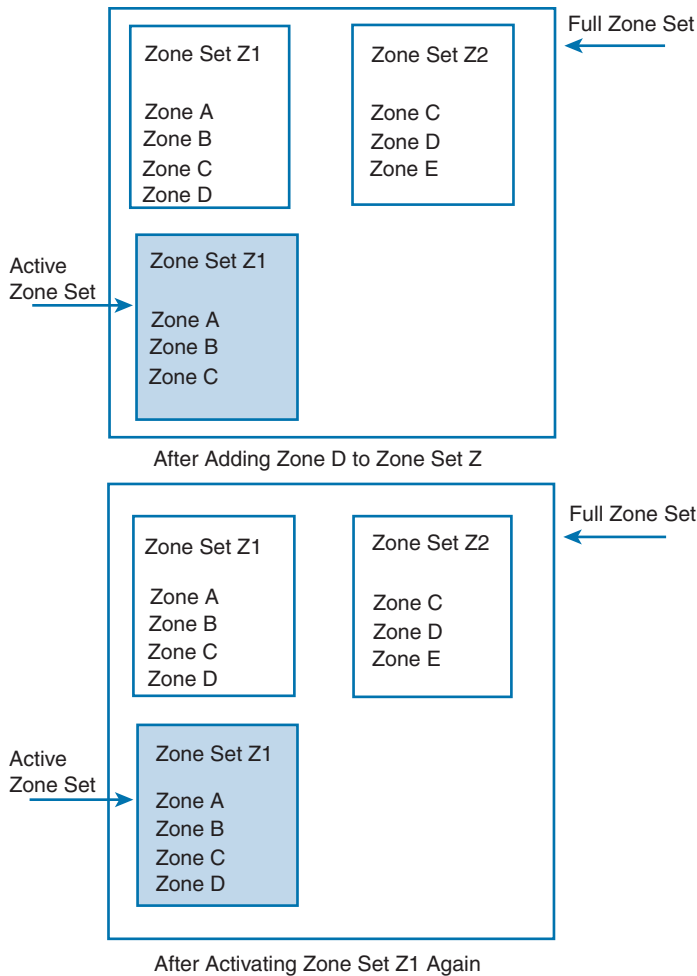 Full Zone Set
Zone Set Z1
Zone A
Zone B
Zone C
Zone D
Zone Set Z2
Zone C
Zone D
Zone E
Active
Zone Set
Zone Set Z1
Zone A
Zone B
Zone C
After Adding Zone D to Zone Set Z
Full Zone Set
Zone Set Z1
Zone A
Zone B
Zone C
Zone D
Zone Set Z2
Zone C
Zone D
Zone E
Active
Zone Set
Zone Set Z1
Zone A
Zone B
Zone C
Zone D
After Activating Zone Set Z1 Again